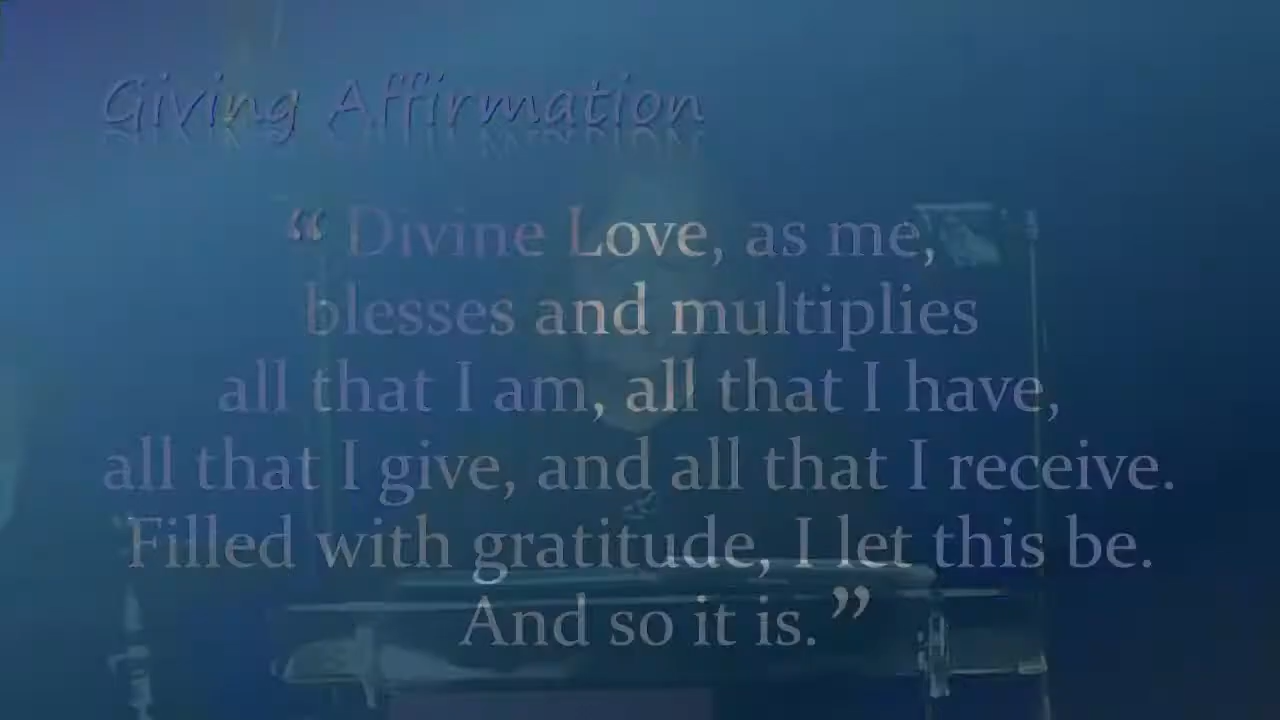 Giving Affirmation
“ Divine Love, as me,
blesses and multiplies
all that I am, all that I have,
all that I give, and all that I receive.
Filled with gratitude, I let this be.
And so it is.”